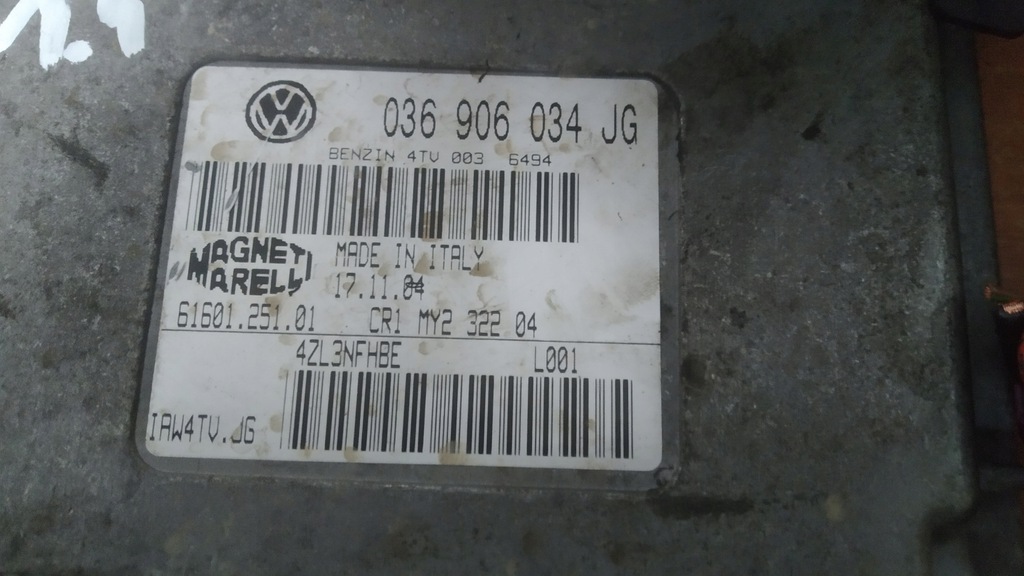 036 906 034 JG
BENZIN 4TV 003 6494
MAGNETI
MARELLI
MADE IN ITALY
17.11.04
61601.251.01 CR1 MY2 322 04
4ZL3NFHBE L001
IAW4TV.JG